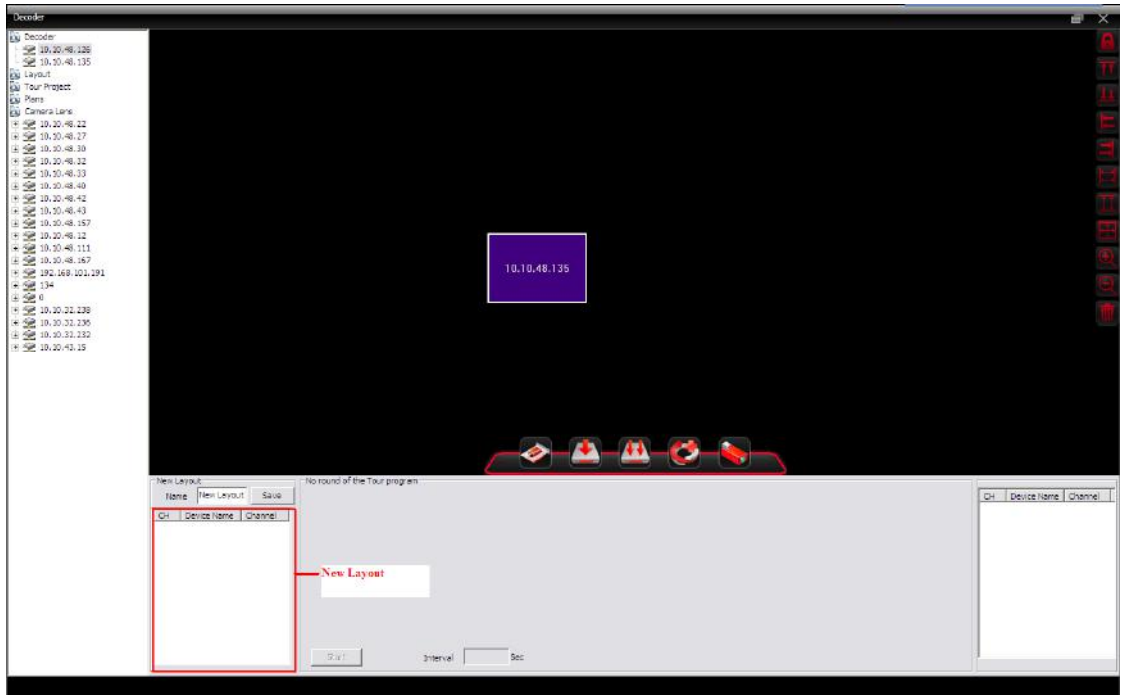 Decoder
Decoder
10.10.48.126
10.10.48.135
Layout
Tour Project
Plans
Camera Lens
10.10.48.22
10.10.48.27
10.10.48.30
10.10.48.32
10.10.48.33
10.10.48.40
10.10.48.42
10.10.48.43
10.10.48.157
10.10.48.12
10.10.48.111
10.10.48.167
192.168.101.191
134
6
10.10.32.238
10.10.32.236
10.10.32.232
10.10.43.15
10.10.48.135
New Layout
Name New Layout Save
CH Device Name Channel
No round of the Tour program
New Layout
Start Interval Sec
CH Device Name Channel